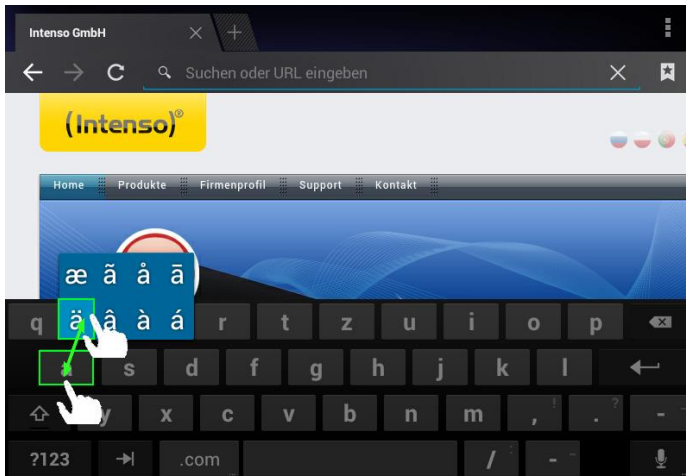 Intenso GmbH
Suchen oder URL eingeben
(Intenso)®
Home Produkte Firmenprofil Support Kontakt
æ ã å ā
ä â à á
q r t z u i o p
a s d f g h j k l
y x c v b n m , ! . ? -
?123 .com / : - _